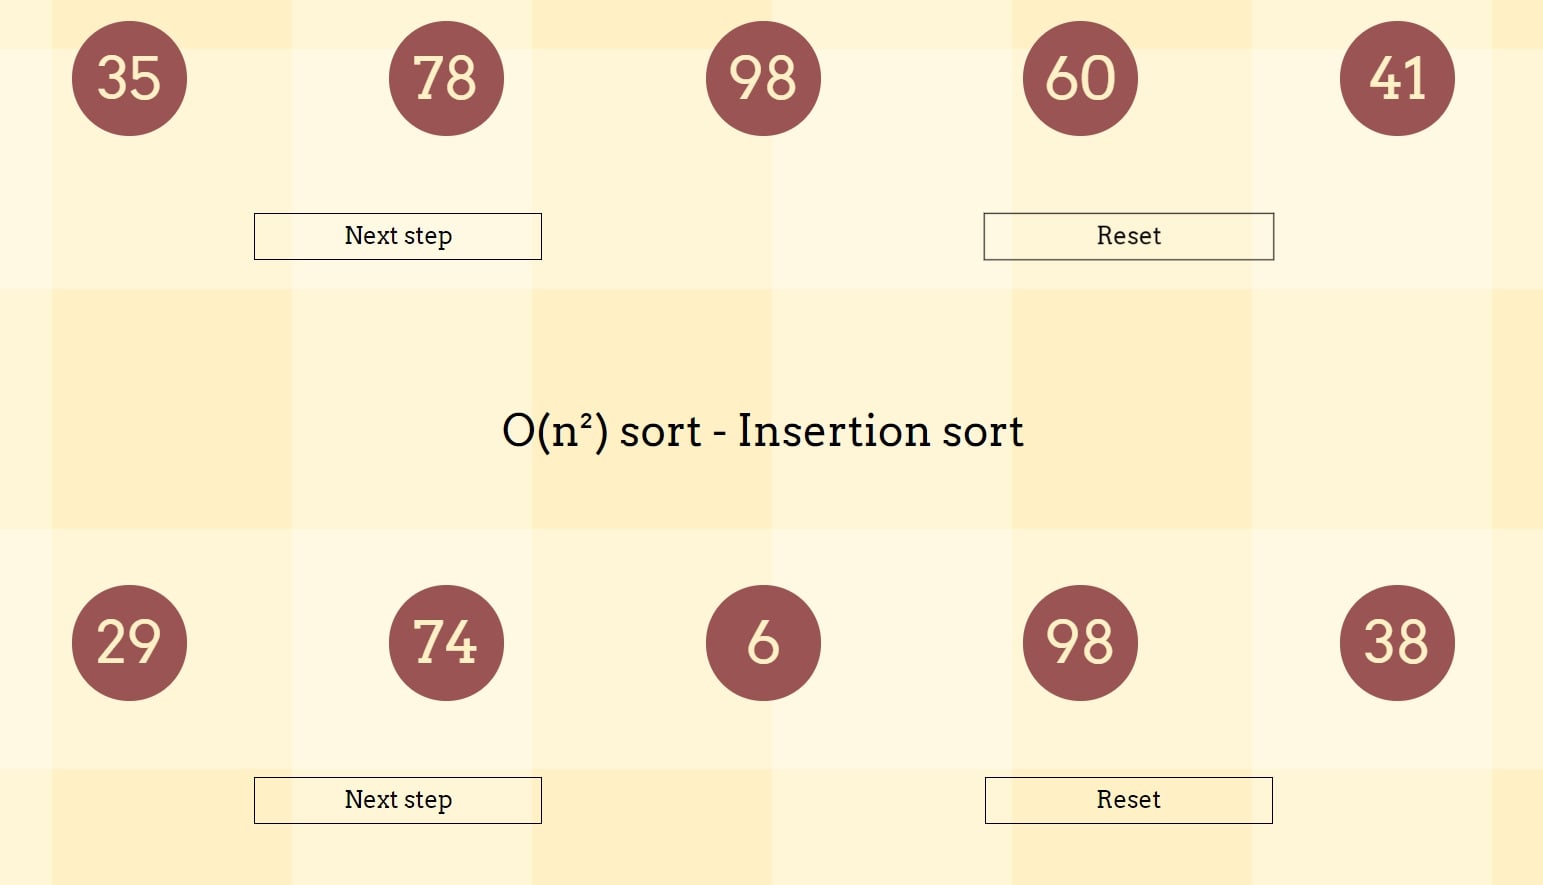 35 78 98 60 41
Next step Reset
O(n²) sort - Insertion sort
29 74 6 98 38
Next step Reset